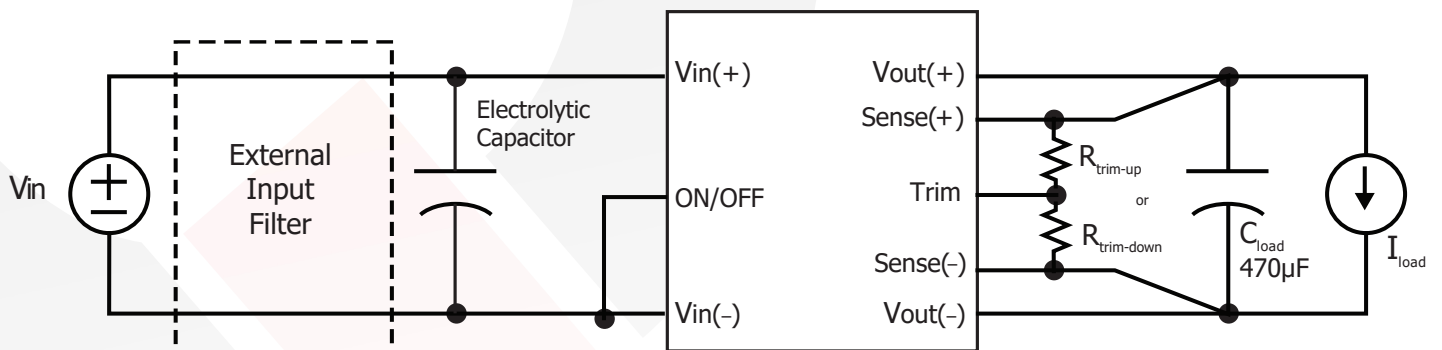 Vin
External
Input
Filter
Electrolytic
Capacitor
Vin(+)
ON/OFF
Vin(−)
Vout(+)
Sense(+)
Trim
Sense(−)
Vout(−)
Rtrim-up
or
Rtrim-down
Cload
470µF
Iload